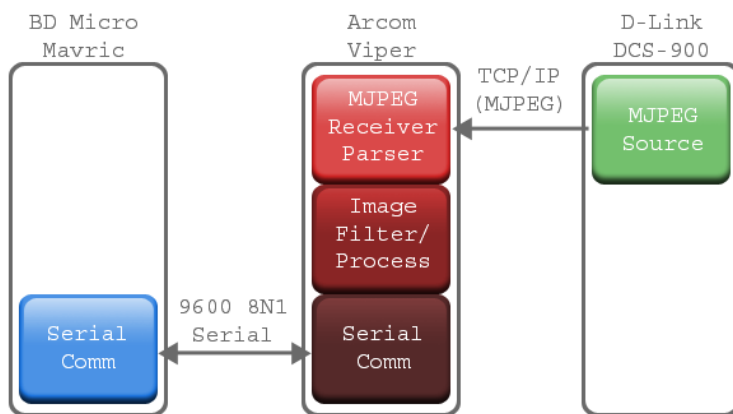 BD Micro
Mavric
Arcom
Viper
D-Link
DCS-900
TCP/IP
(MJPEG)
MJPEG
Receiver
Parser
MJPEG
Source
Image
Filter/
Process
9600 8N1
Serial
Serial
Comm
Serial
Comm